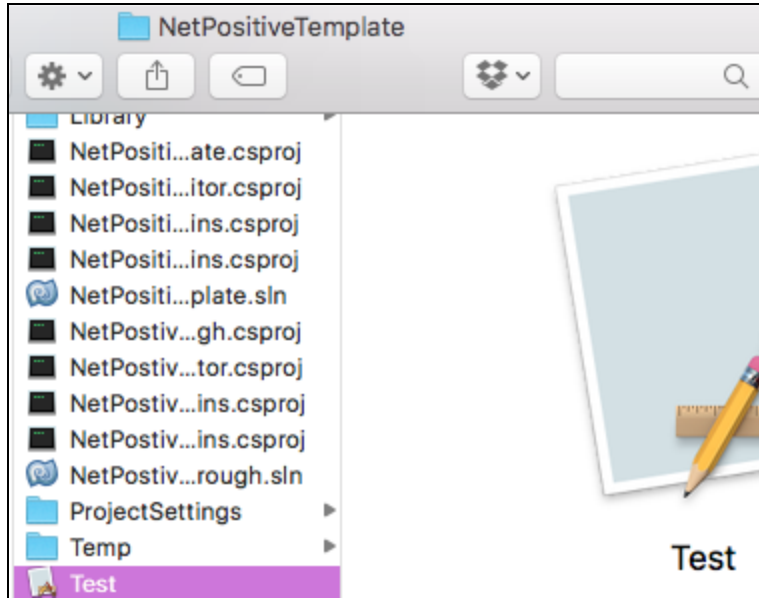 NetPositiveTemplate
Library
NetPositi...ate.csproj
NetPositi...itor.csproj
NetPositi...ins.csproj
NetPositi...ins.csproj
NetPositi...plate.sln
NetPostiv...gh.csproj
NetPostiv...tor.csproj
NetPostiv...ins.csproj
NetPostiv...ins.csproj
NetPostiv...rough.sln
ProjectSettings
Temp
Test
Test